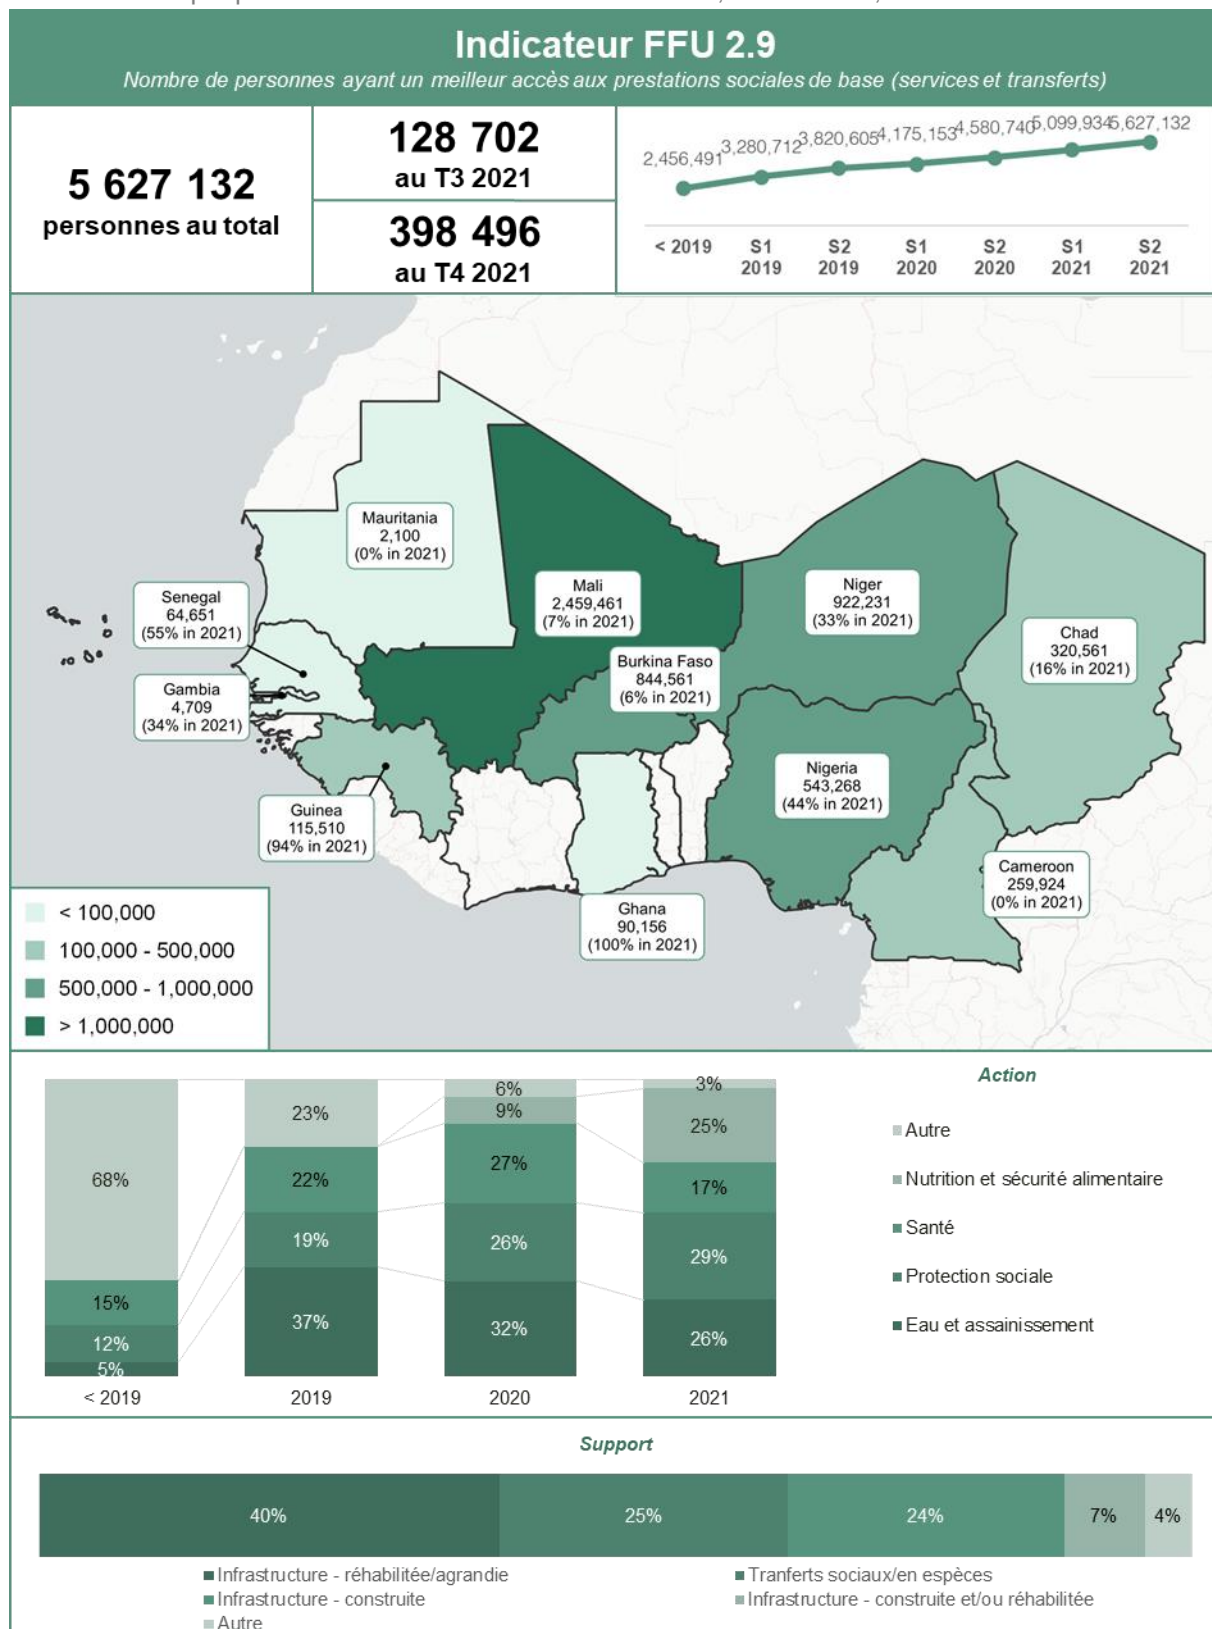 Indicateur FFU 2.9
Nombre de personnes ayant un meilleur accès aux prestations sociales de base (services et transferts)
5 627 132
personnes au total
128 702
au T3 2021
398 496
au T4 2021
2,456,491
3,280,712
3,820,605
4,175,153
4,580,740
5,099,934
5,627,132
< 2019
S1
2019
S2
2019
S1
2020
S2
2020
S1
2021
S2
2021
Mauritania
2,100
(0% in 2021)
Mali
2,459,461
(7% in 2021)
Niger
922,231
(33% in 2021)
Senegal
64,651
(55% in 2021)
Chad
320,561
(16% in 2021)
Burkina Faso
844,561
(6% in 2021)
Gambia
4,709
(34% in 2021)
Nigeria
543,268
(44% in 2021)
Guinea
115,510
(94% in 2021)
Cameroon
259,924
(0% in 2021)
Ghana
90,156
(100% in 2021)
< 100,000
100,000 - 500,000
500,000 - 1,000,000
> 1,000,000
68%
15%
12%
5%
< 2019
23%
22%
19%
37%
2019
6%
9%
27%
26%
32%
2020
3%
25%
17%
29%
26%
2021
Action
Autre
Nutrition et sécurité alimentaire
Santé
Protection sociale
Eau et assainissement
Support
40%
25%
24%
7%
4%
Infrastructure - réhabilitée/agrandie
Tranferts sociaux/en espèces
Infrastructure - construite
Infrastructure - construite et/ou réhabilitée
Autre